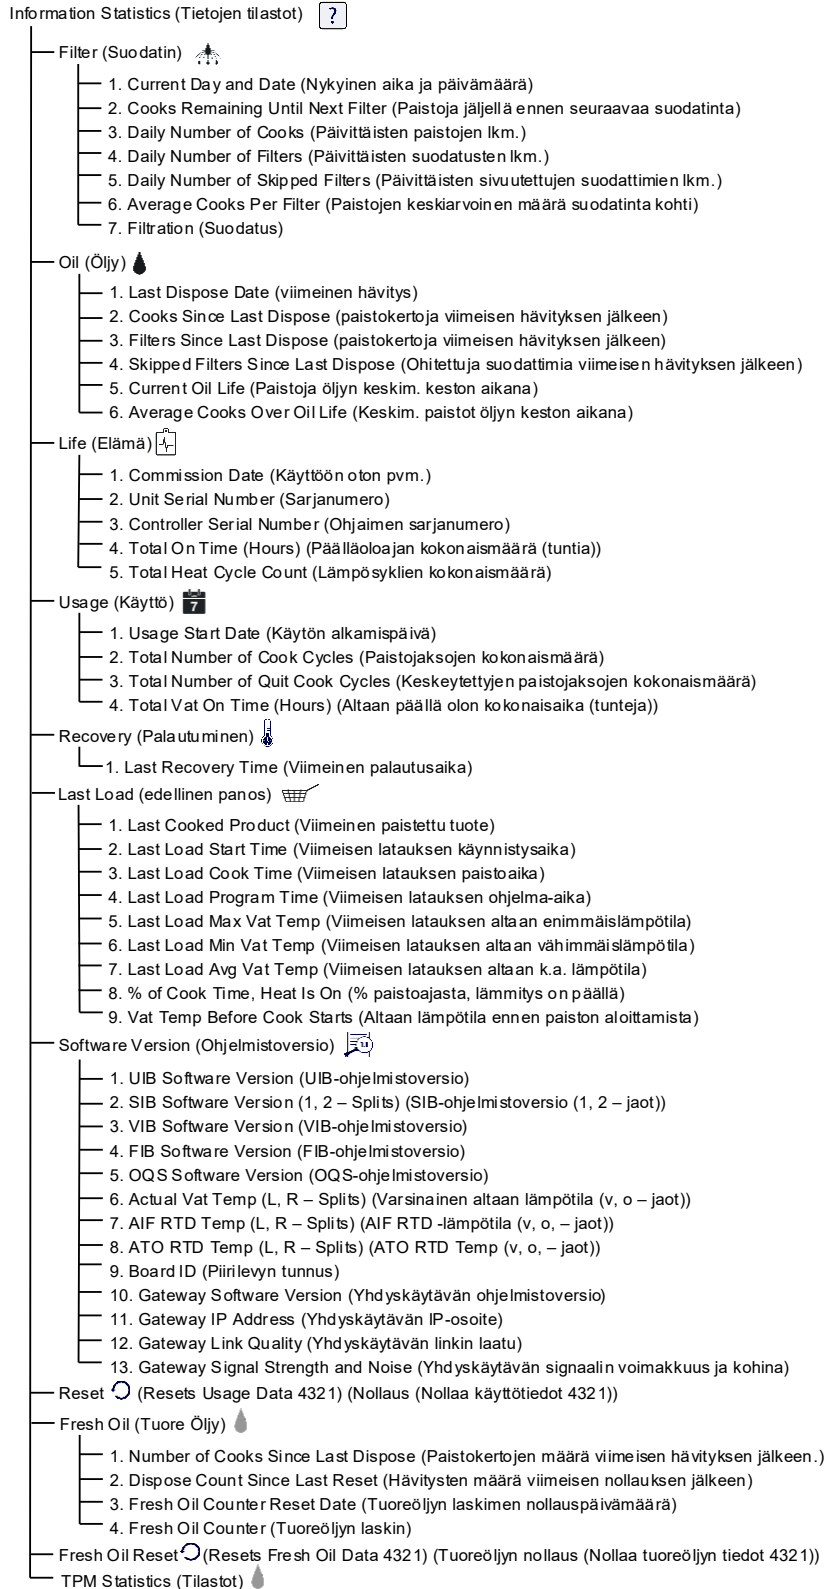 Information Statistics (Tietojen tilastot) ?
Filter (Suodatin)
1. Current Day and Date (Nykyinen aika ja päivämäärä)
2. Cooks Remaining Until Next Filter (Paistoja jäljellä ennen seuraavaa suodatinta)
3. Daily Number of Cooks (Päivittäisten paistojen lkm.)
4. Daily Number of Filters (Päivittäisten suodatusten lkm.)
5. Daily Number of Skipped Filters (Päivittäisten sivuutettujen suodattimien lkm.)
6. Average Cooks Per Filter (Paistojen keskiarvoinen määrä suodatinta kohti)
7. Filtration (Suodatus)
Oil (Öljy)
1. Last Dispose Date (viimeinen hävitys)
2. Cooks Since Last Dispose (paistokertoja viimeisen hävityksen jälkeen)
3. Filters Since Last Dispose (paistokertoja viimeisen hävityksen jälkeen)
4. Skipped Filters Since Last Dispose (Ohitettuja suodattimia viimeisen hävityksen jälkeen)
5. Current Oil Life (Paistoja öljyn keskim. keston aikana)
6. Average Cooks Over Oil Life (Keskim. paistot öljyn keston aikana)
Life (Elämä)
1. Commission Date (Käyttöön oton pvm.)
2. Unit Serial Number (Sarjanumero)
3. Controller Serial Number (Ohjaimen sarjanumero)
4. Total On Time (Hours) (Päälläoloajan kokonaismäärä (tuntia))
5. Total Heat Cycle Count (Lämpösyklien kokonaismäärä)
Usage (Käyttö) 7
1. Usage Start Date (Käytön alkamispäivä)
2. Total Number of Cook Cycles (Paistojaksojen kokonaismäärä)
3. Total Number of Quit Cook Cycles (Keskeytettyjen paistojaksojen kokonaismäärä)
4. Total Vat On Time (Hours) (Altaan päällä olon kokonaisaika (tunteja))
Recovery (Palautuminen)
1. Last Recovery Time (Viimeinen palautusaika)
Last Load (edellinen panos)
1. Last Cooked Product (Viimeinen paistettu tuote)
2. Last Load Start Time (Viimeisen latauksen käynnistysaika)
3. Last Load Cook Time (Viimeisen latauksen paistoaika)
4. Last Load Program Time (Viimeisen latauksen ohjelma-aika)
5. Last Load Max Vat Temp (Viimeisen latauksen altaan enimmäislämpötila)
6. Last Load Min Vat Temp (Viimeisen latauksen altaan vähimmäislämpötila)
7. Last Load Avg Vat Temp (Viimeisen latauksen altaan k.a. lämpötila)
8. % of Cook Time, Heat Is On (% paistoajasta, lämmitys on päällä)
9. Vat Temp Before Cook Starts (Altaan lämpötila ennen paiston aloittamista)
Software Version (Ohjelmistoversio) 1.0
1. UIB Software Version (UIB-ohjelmistoversio)
2. SIB Software Version (1, 2 – Splits) (SIB-ohjelmistoversio (1, 2 – jaot))
3. VIB Software Version (VIB-ohjelmistoversio)
4. FIB Software Version (FIB-ohjelmistoversio)
5. OQS Software Version (OQS-ohjelmistoversio)
6. Actual Vat Temp (L, R – Splits) (Varsinainen altaan lämpötila (v, o – jaot))
7. AIF RTD Temp (L, R – Splits) (AIF RTD -lämpötila (v, o, – jaot))
8. ATO RTD Temp (L, R – Splits) (ATO RTD Temp (v, o, – jaot))
9. Board ID (Piirilevyn tunnus)
10. Gateway Software Version (Yhdyskäytävän ohjelmistoversio)
11. Gateway IP Address (Yhdyskäytävän IP-osoite)
12. Gateway Link Quality (Yhdyskäytävän linkin laatu)
13. Gateway Signal Strength and Noise (Yhdyskäytävän signaalin voimakkuus ja kohina)
Reset (Resets Usage Data 4321) (Nollaus (Nollaa käyttötiedot 4321))
Fresh Oil (Tuore Öljy)
1. Number of Cooks Since Last Dispose (Paistokertojen määrä viimeisen hävityksen jälkeen.)
2. Dispose Count Since Last Reset (Hävitysten määrä viimeisen nollauksen jälkeen)
3. Fresh Oil Counter Reset Date (Tuoreöljyn laskimen nollauspäivämäärä)
4. Fresh Oil Counter (Tuoreöljyn laskin)
Fresh Oil Reset (Resets Fresh Oil Data 4321) (Tuoreöljyn nollaus (Nollaa tuoreöljyn tiedot 4321))
TPM Statistics (Tilastot)